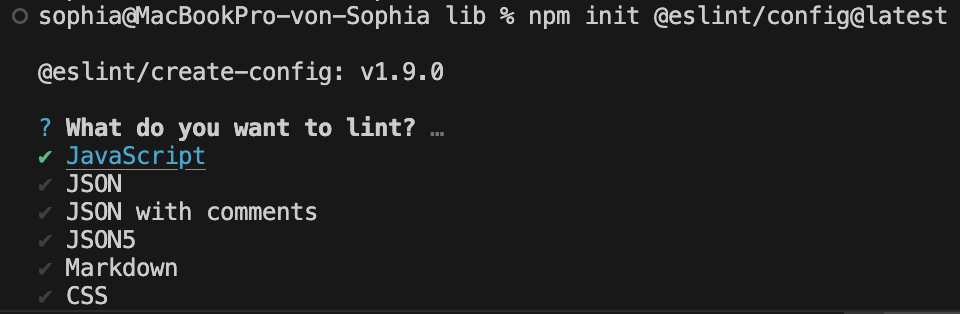 sophia@MacBookPro-von-Sophia lib % npm init @eslint/config@latest
@eslint/create-config: v1.9.0
? What do you want to lint? …
✔ JavaScript
✔ JSON
✔ JSON with comments
✔ JSON5
✔ Markdown
✔ CSS